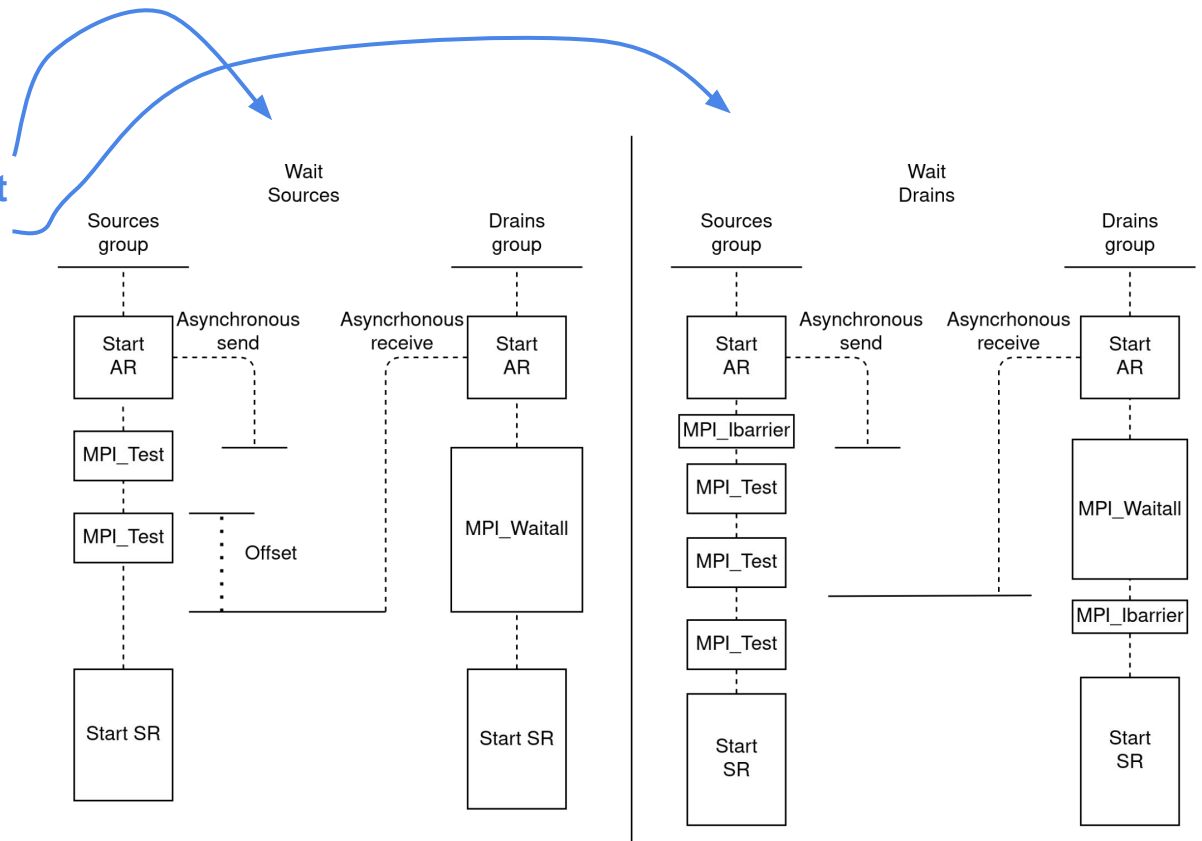 t
Wait
Sources
Sources
group
Drains
group
Start
AR
Asynchronous
send
Asyncrhonous
receive
Start
AR
MPI_Test
MPI_Test
Offset
MPI_Waitall
Start SR
Start SR
Wait
Drains
Sources
group
Drains
group
Start
AR
Asynchronous
send
Asyncrhonous
receive
Start
AR
MPI_Ibarrier
MPI_Test
MPI_Test
MPI_Test
MPI_Waitall
MPI_Ibarrier
Start
SR
Start
SR